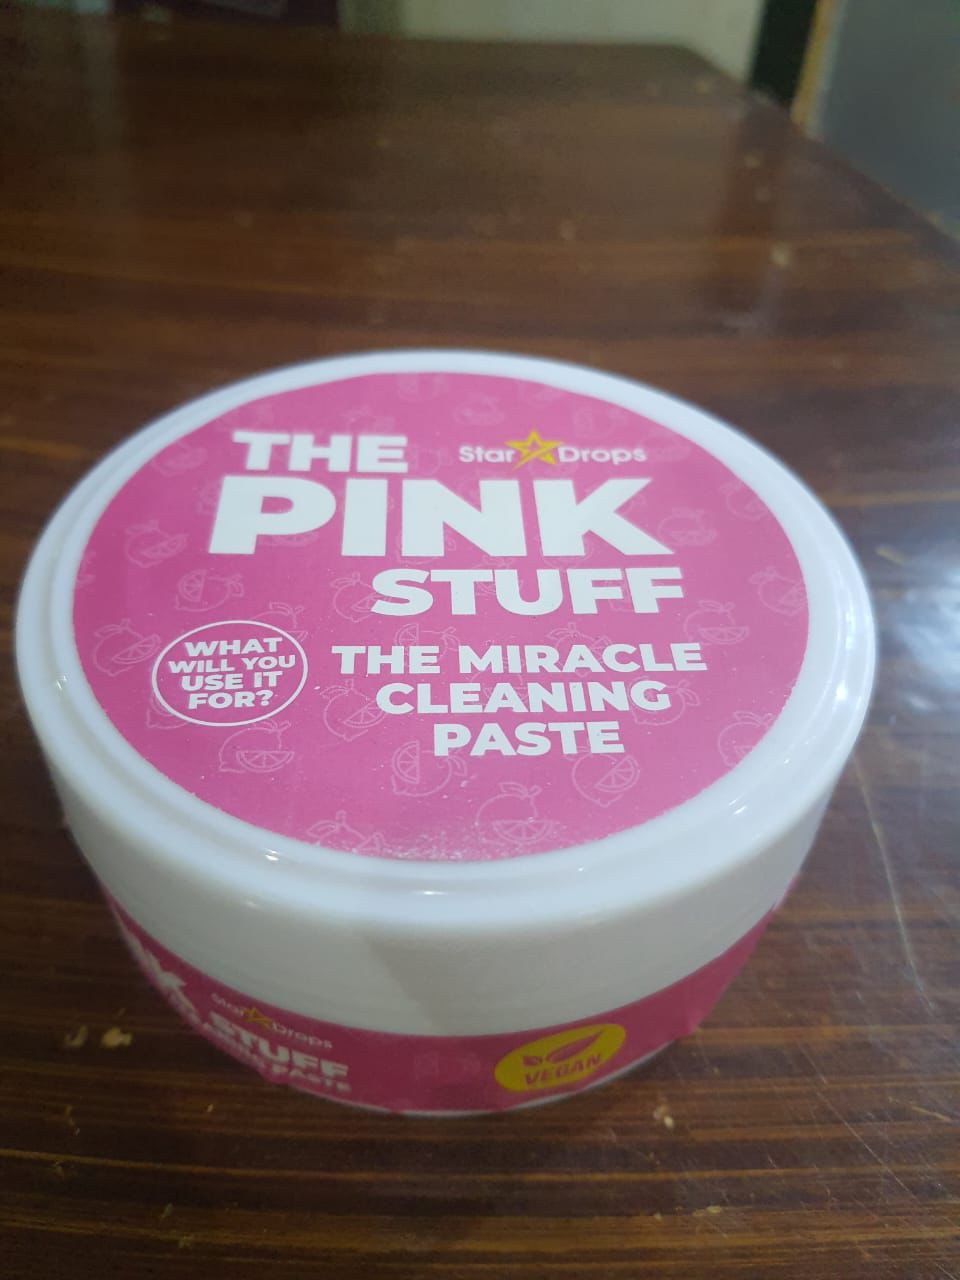 THE
Star Drops
PINK
STUFF
WHAT
WILL YOU
USE IT
FOR?
THE MIRACLE
CLEANING
PASTE
Star Drops
STUFF
PASTE
VEGAN